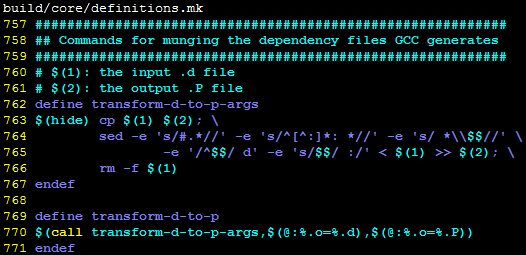 build/core/definitions.mk
757 ###########################################################
758 ## Commands for munging the dependency files GCC generates
759 ###########################################################
760 # $(1): the input .d file
761 # $(2): the output .P file
762 define transform-d-to-p-args
763 $(hide) cp $(1) $(2); \
764         sed -e 's/#.*//' -e 's/^[^:]*: *//' -e 's/ *\\$$//' \
765                 -e '/^$$/ d' -e 's/$$/ :/' < $(1) >> $(2); \
766         rm -f $(1)
767 endef
768
769 define transform-d-to-p
770 $(call transform-d-to-p-args,$(@:%.o=%.d),$(@:%.o=%.P))
771 endef